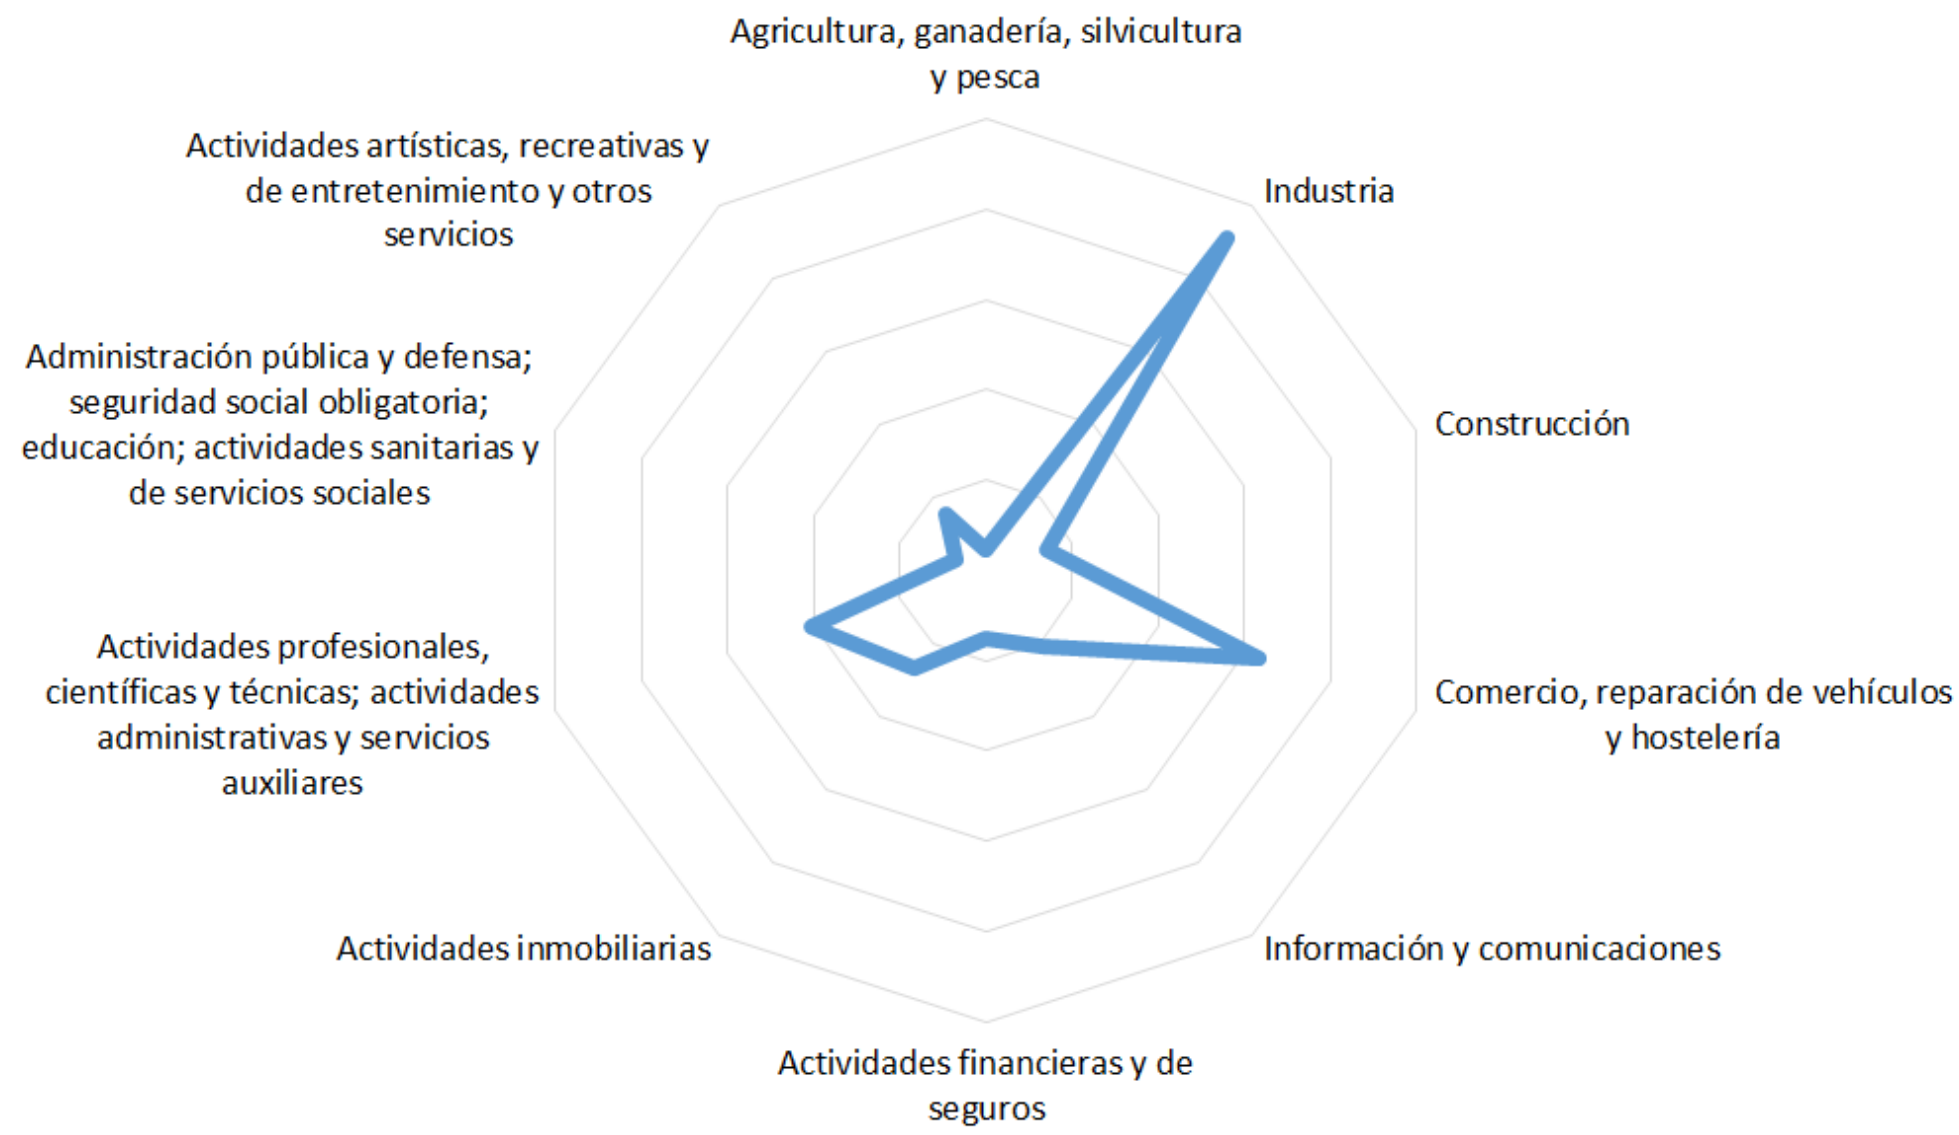 Agricultura, ganadería, silvicultura
y pesca
Industria
Construcción
Comercio, reparación de vehículos
y hostelería
Información y comunicaciones
Actividades financieras y de
seguros
Actividades inmobiliarias
Actividades profesionales,
científicas y técnicas; actividades
administrativas y servicios
auxiliares
Administración pública y defensa;
seguridad social obligatoria;
educación; actividades sanitarias y
de servicios sociales
Actividades artísticas, recreativas y
de entretenimiento y otros
servicios